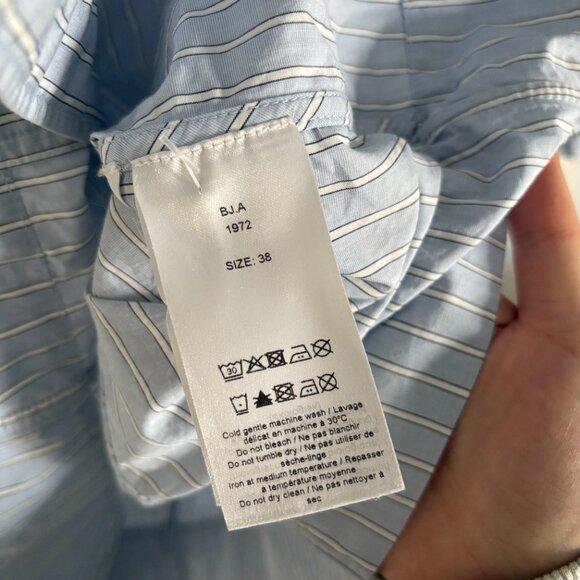 BJ.A
1972
SIZE: 38
30
Cold gentle machine wash / Lavage
délicat en machine à 30°C
Do not bleach / Ne pas blanchir
Do not tumble dry / Ne pas utiliser de
sèche-linge
Iron at medium temperature / Repasser
à température moyenne
Do not dry clean / Ne pas nettoyer à
sec